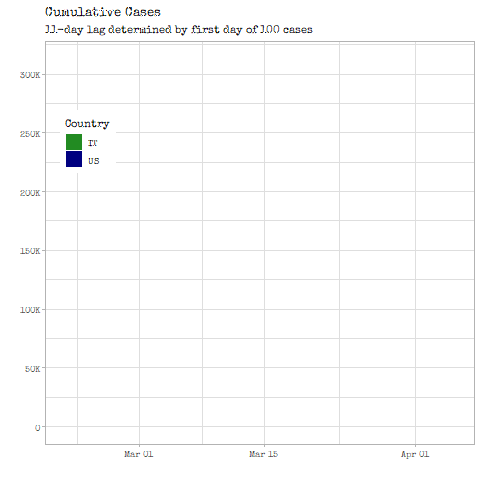 Cumulative Cases
11-day lag determined by first day of 100 cases
300K
Country
250K
IT
US
200K
150K
100K
50K
0
Mar 01
Mar 15
Apr 01